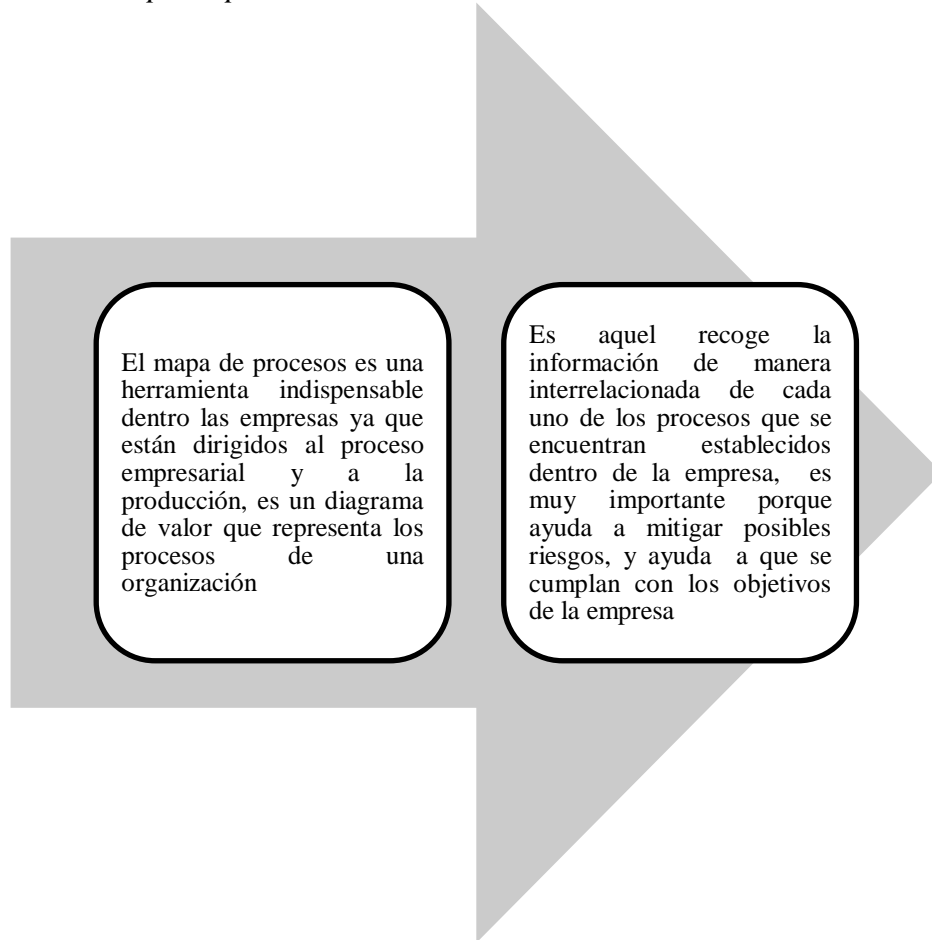 El mapa de procesos es una
herramienta indispensable
dentro las empresas ya que
están dirigidos al proceso
empresarial y a la
producción, es un diagrama
de valor que representa los
procesos de una
organización
Es aquel recoge la
información de manera
interrelacionada de cada
uno de los procesos que se
encuentran establecidos
dentro de la empresa, es
muy importante porque
ayuda a mitigar posibles
riesgos, y ayuda a que se
cumplan con los objetivos
de la empresa